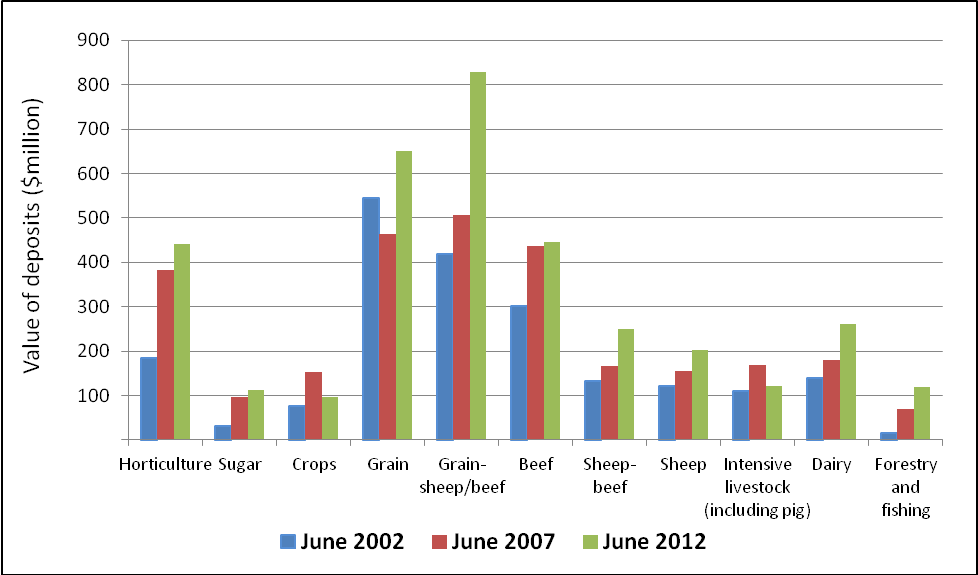 Value of deposits ($million)
900
800
700
600
500
400
300
200
100
Horticulture Sugar Crops Grain Grain- Beef Sheep- Sheep Intensive Dairy Forestry
sheep/beef beef livestock and
(including pig) fishing
June 2002 June 2007 June 2012